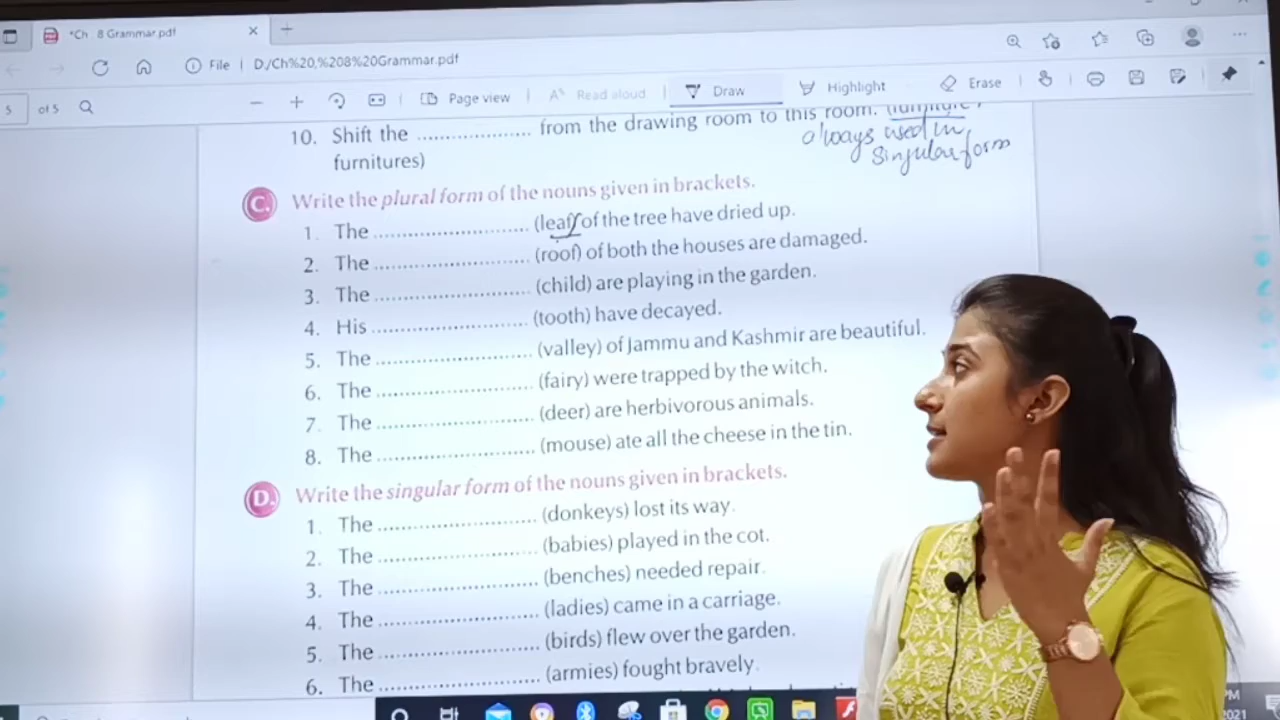 *Ch 8 Grammar.pdf
File | D:/Ch%20,%208%20Grammar.pdf
5 of 5
Page view
Read aloud
Draw
Highlight
Erase
10. Shift the .................... from the drawing room to this room. (furniture /
furnitures)
always used in
singular form
C. Write the plural form of the nouns given in brackets.
1. The ........................... (leaf) of the tree have dried up.
2. The ........................... (roof) of both the houses are damaged.
3. The ........................... (child) are playing in the garden.
4. His ........................... (tooth) have decayed.
5. The ........................... (valley) of Jammu and Kashmir are beautiful.
6. The ........................... (fairy) were trapped by the witch.
7. The ........................... (deer) are herbivorous animals.
8. The ........................... (mouse) ate all the cheese in the tin.
D. Write the singular form of the nouns given in brackets.
1. The ........................... (donkeys) lost its way.
2. The ........................... (babies) played in the cot.
3. The ........................... (benches) needed repair.
4. The ........................... (ladies) came in a carriage.
5. The ........................... (birds) flew over the garden.
6. The ........................... (armies) fought bravely.
PM
2021